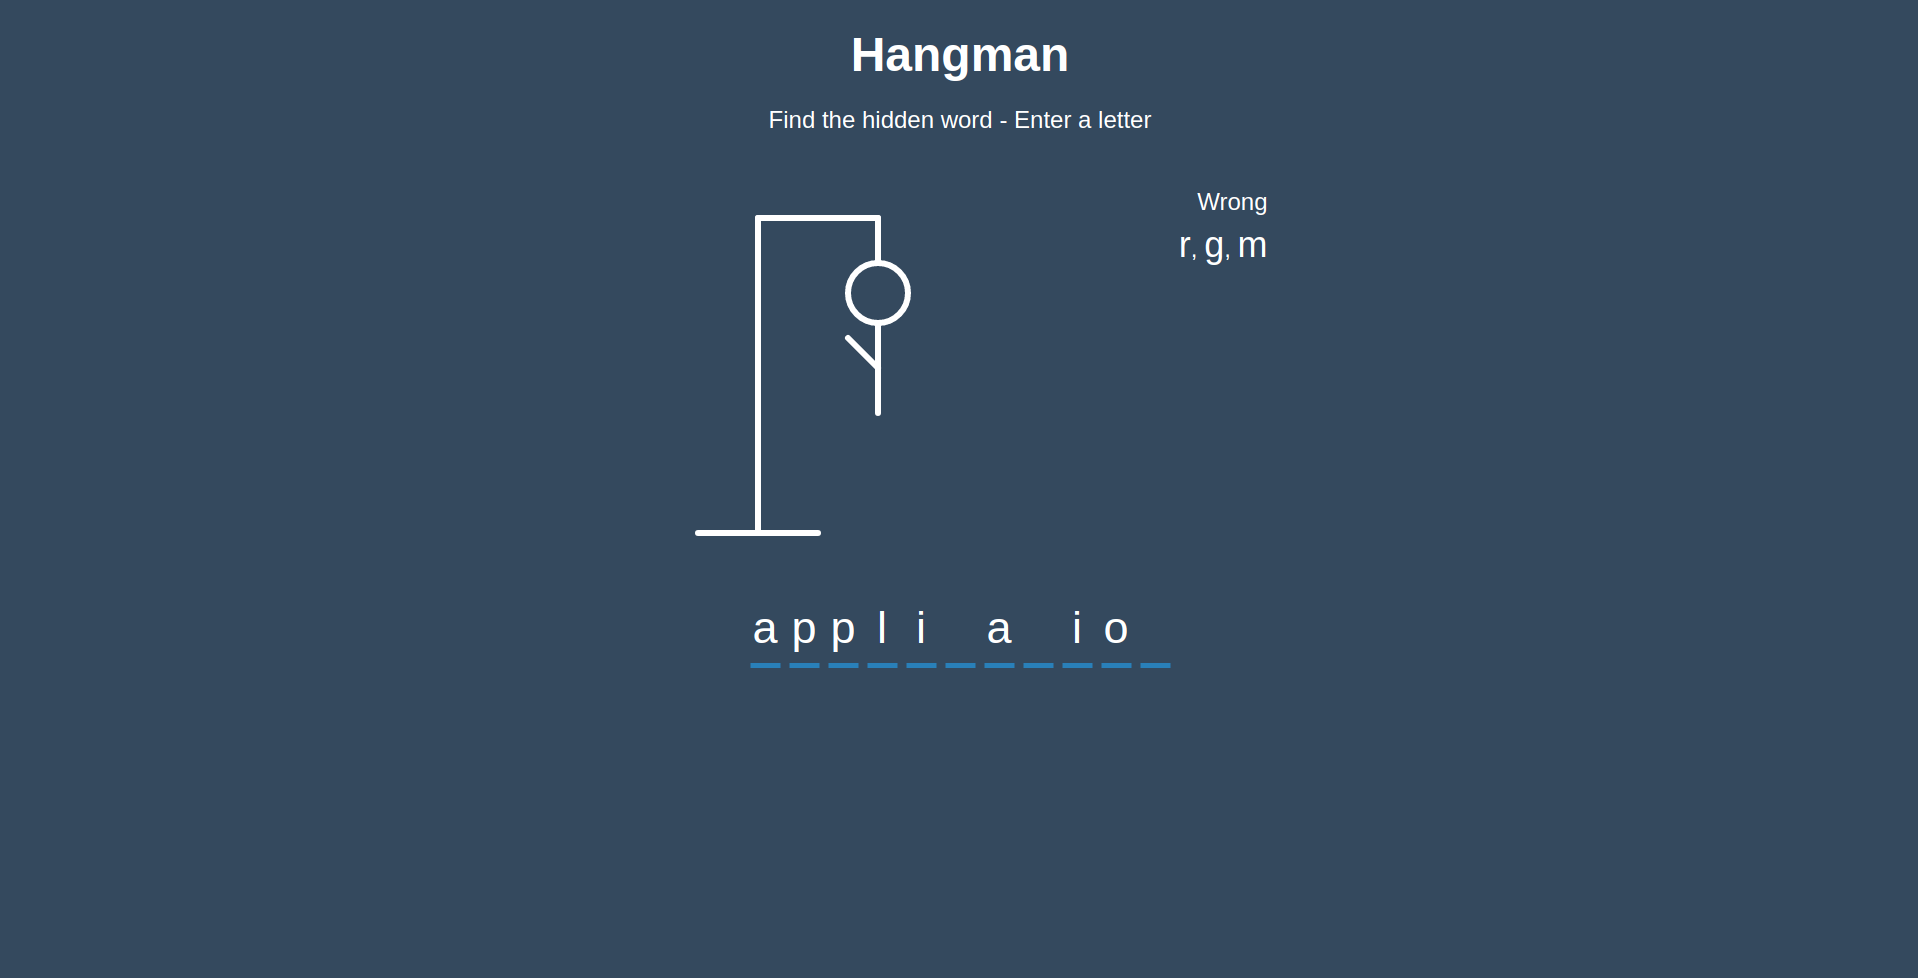 Hangman
Find the hidden word - Enter a letter
Wrong
r, g, m
a p p l i _ a _ i o _